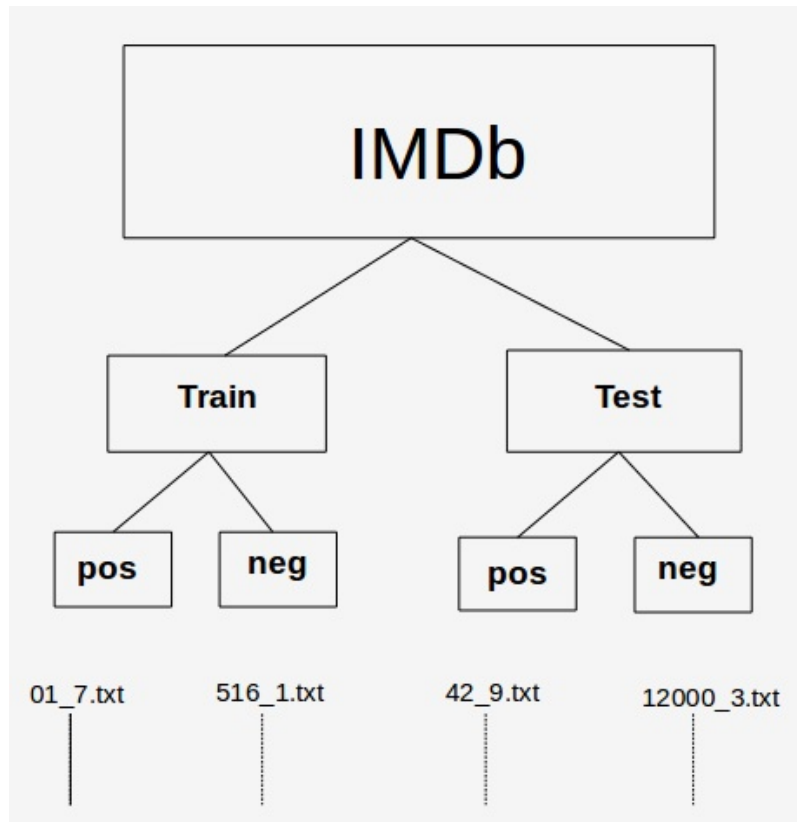 IMDb
Train
Test
pos
neg
pos
neg
01_7.txt
516_1.txt
42_9.txt
12000_3.txt